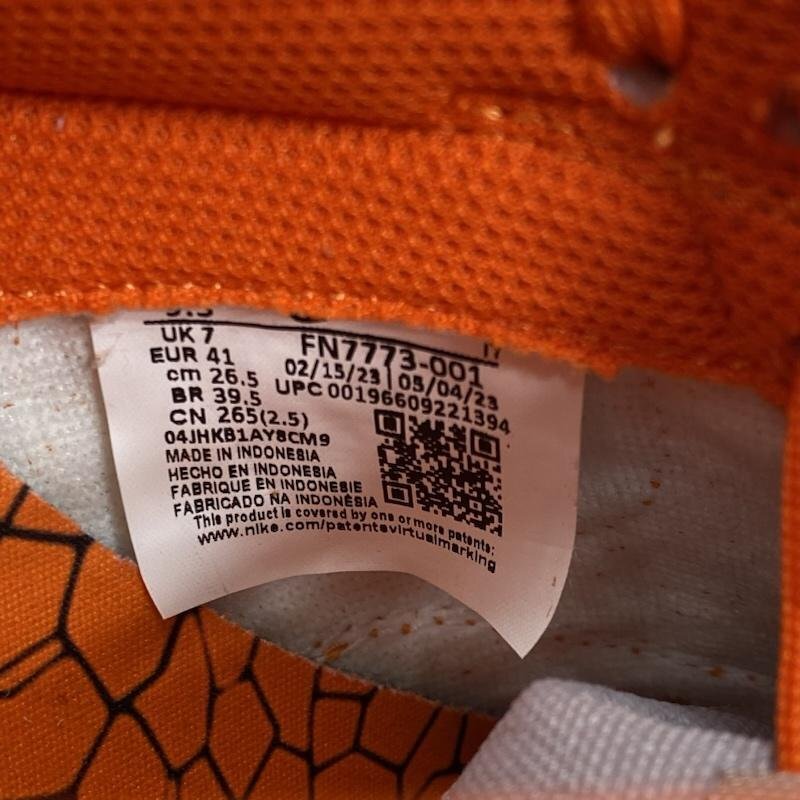 UK 7
EUR 41
cm 26.5
BR 39.5
CN 265(2.5)
FN7773-001
02/15/23 | 05/04/23
UPC 00196609221394
04JHKB1AY8CM9
MADE IN INDONESIA
HECHO EN INDONESIA
FABRIQUE EN INDONESIE
FABRICADO NA INDONÉSIA
This product is covered by one or more patents:
www.nike.com/patentsvirtualmarking